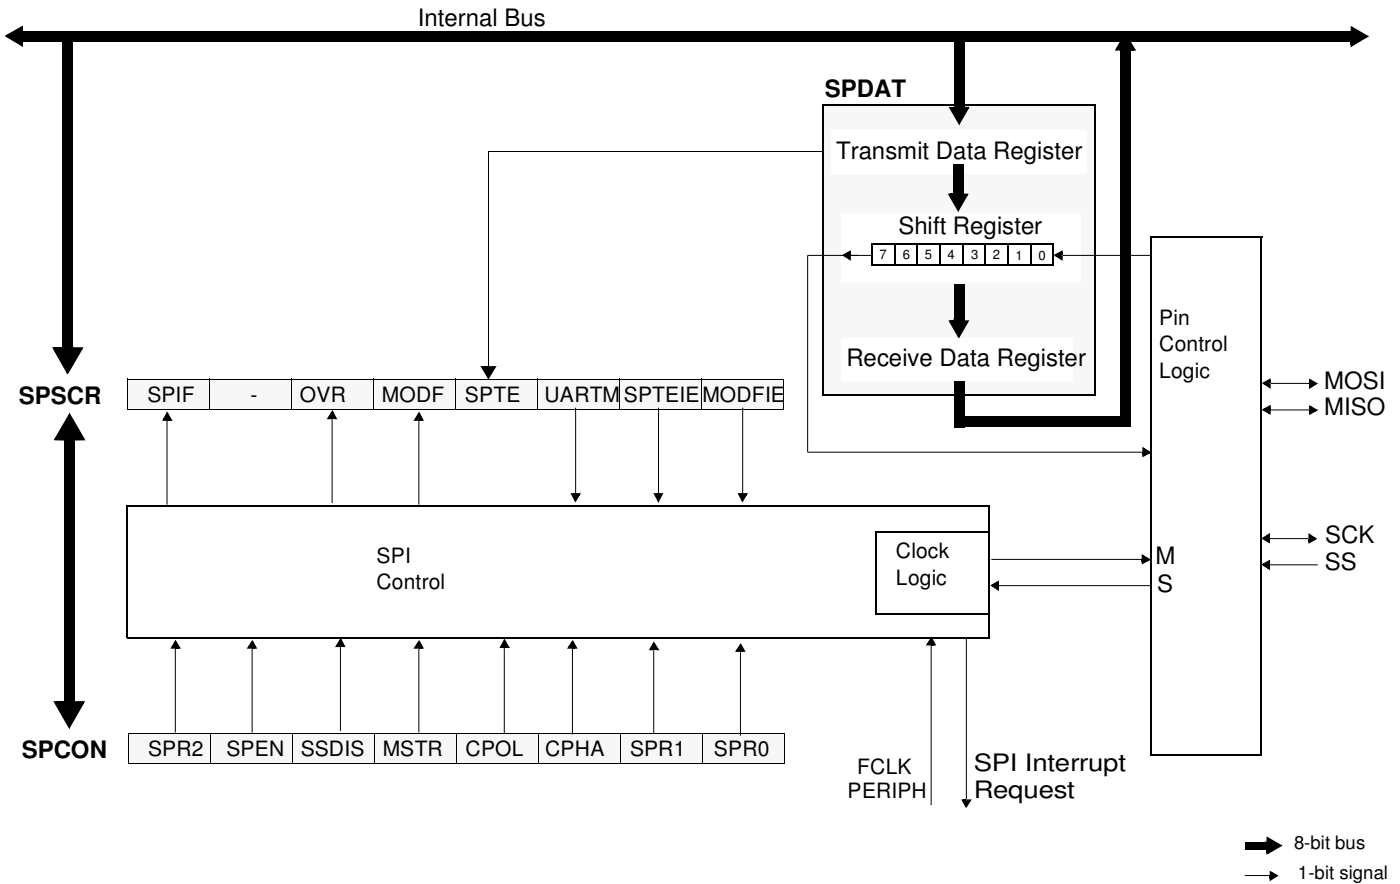 Internal Bus
SPDAT
Transmit Data Register
Shift Register
7 6 5 4 3 2 1 0
Receive Data Register
Pin
Control
Logic
MOSI
MISO
SPSCR
SPIF - OVR MODF SPTE UARTM SPTEIE MODFIE
SPI
Control
Clock
Logic
M
S
SCK
SS
SPCON
SPR2 SPEN SSDIS MSTR CPOL CPHA SPR1 SPR0
FCLK
PERIPH
SPI Interrupt
Request
8-bit bus
1-bit signal